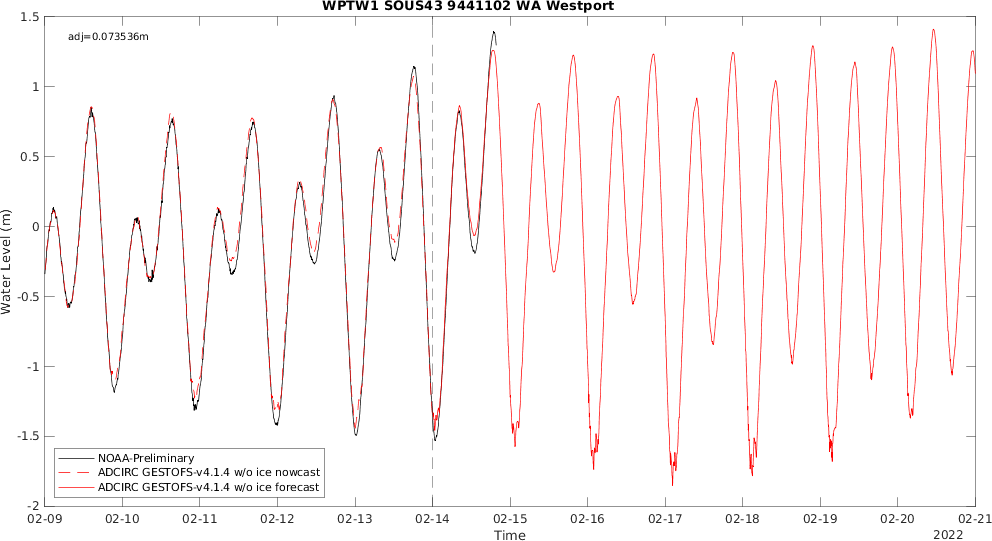 WPTW1 SOUS43 9441102 WA Westport
adj=0.073536m
Water Level (m)
1.5
1
0.5
0
-0.5
-1
-1.5
-2
NOAA-Preliminary
ADCIRC GESTOFS-v4.1.4 w/o ice nowcast
ADCIRC GESTOFS-v4.1.4 w/o ice forecast
02-09 02-10 02-11 02-12 02-13 02-14 02-15 02-16 02-17 02-18 02-19 02-20 02-21
Time
2022